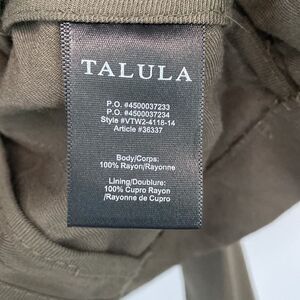 TALULA
P.O. #4500037233
P.O. #4500037234
Style #VTW2-4118-14
Article #36337
Body/Corps:
100% Rayon/Rayonne
Lining/Doublure:
100% Cupro Rayon
/Rayonne de Cupro